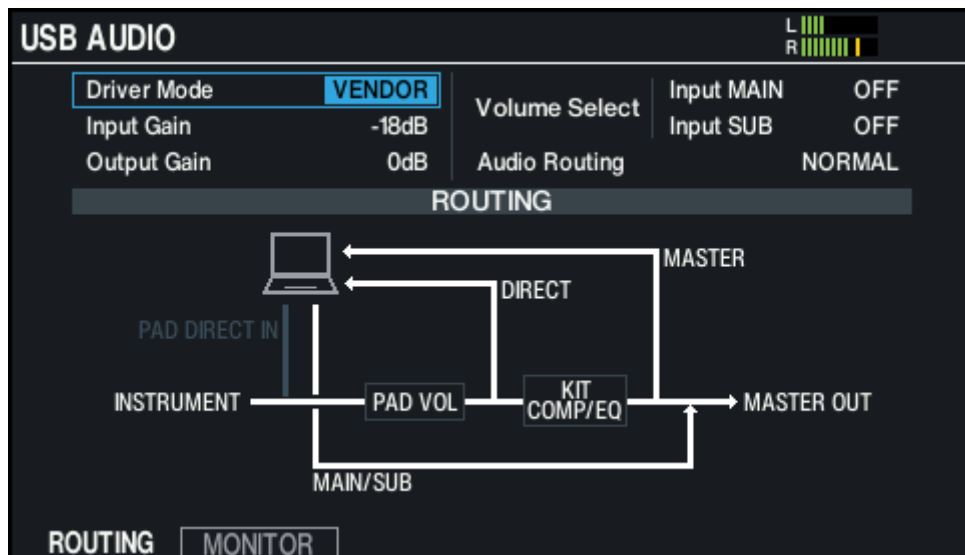 USB AUDIO
L
R
Driver Mode VENDOR
Input Gain -18dB
Output Gain 0dB
Volume Select
Input MAIN OFF
Input SUB OFF
Audio Routing NORMAL
ROUTING
MASTER
DIRECT
PAD DIRECT IN
INSTRUMENT
PAD VOL
KIT
COMP/EQ
MASTER OUT
MAIN/SUB
ROUTING MONITOR